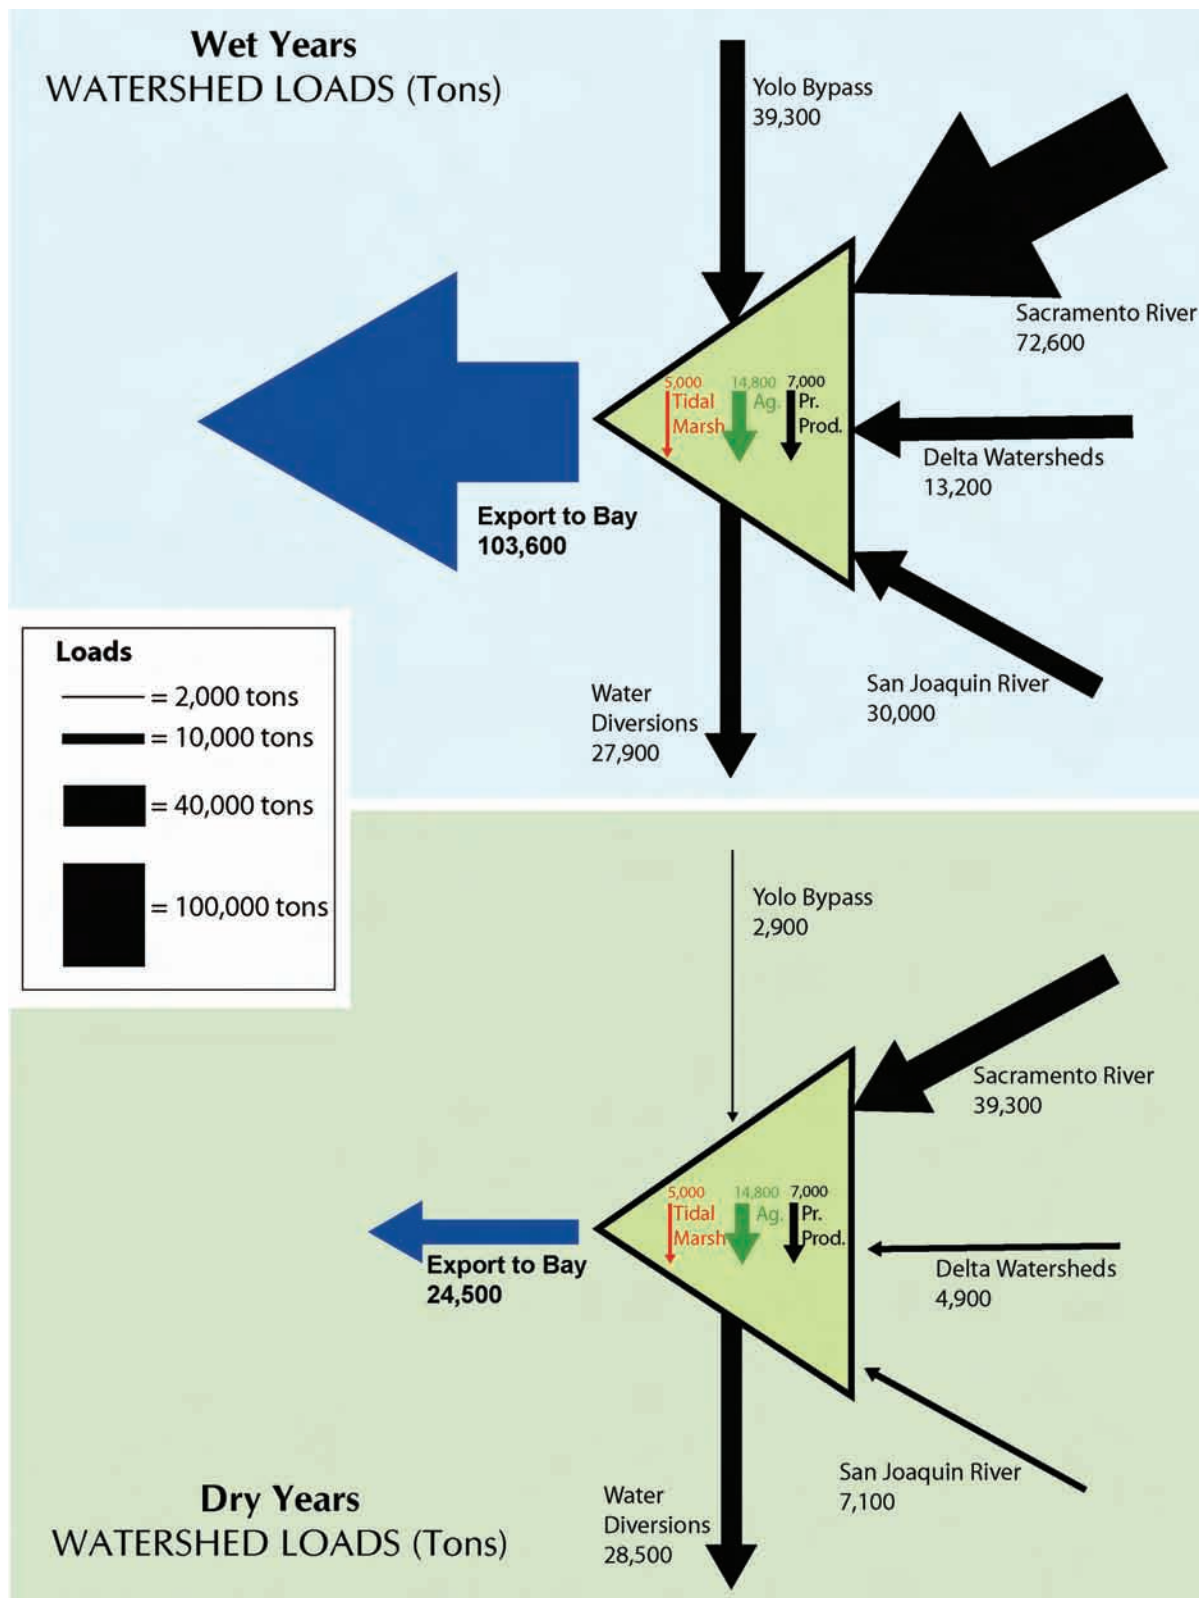 Wet Years
WATERSHED LOADS (Tons)
Yolo Bypass
39,300
Sacramento River
72,600
5,000
Tidal
Marsh
14,800
Ag.
7,000
Pr.
Prod.
Delta Watersheds
13,200
Export to Bay
103,600
San Joaquin River
30,000
Water
Diversions
27,900
Loads
= 2,000 tons
= 10,000 tons
= 40,000 tons
= 100,000 tons
Yolo Bypass
2,900
Sacramento River
39,300
5,000
Tidal
Marsh
14,800
Ag.
7,000
Pr.
Prod.
Delta Watersheds
4,900
Export to Bay
24,500
San Joaquin River
7,100
Water
Diversions
28,500
Dry Years
WATERSHED LOADS (Tons)